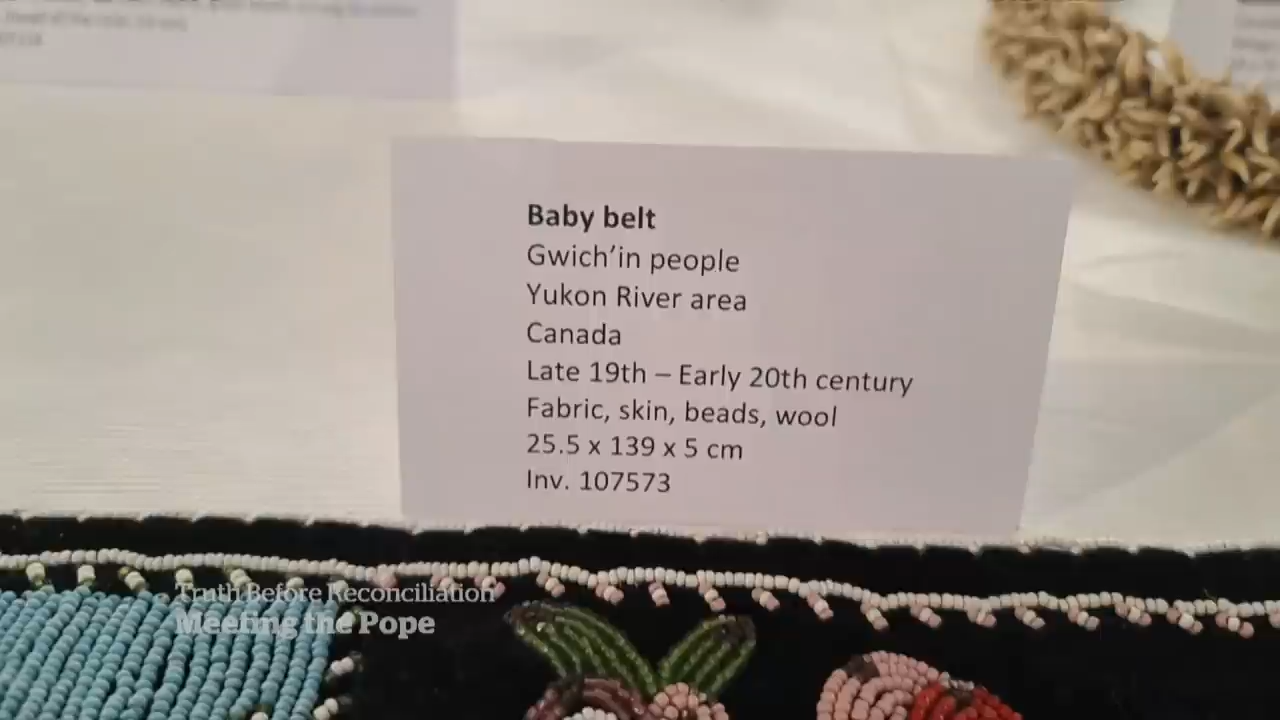 Baby belt
Gwich’in people
Yukon River area
Canada
Late 19th – Early 20th century
Fabric, skin, beads, wool
25.5 x 139 x 5 cm
Inv. 107573
Truth Before Reconciliation
Meeting the Pope